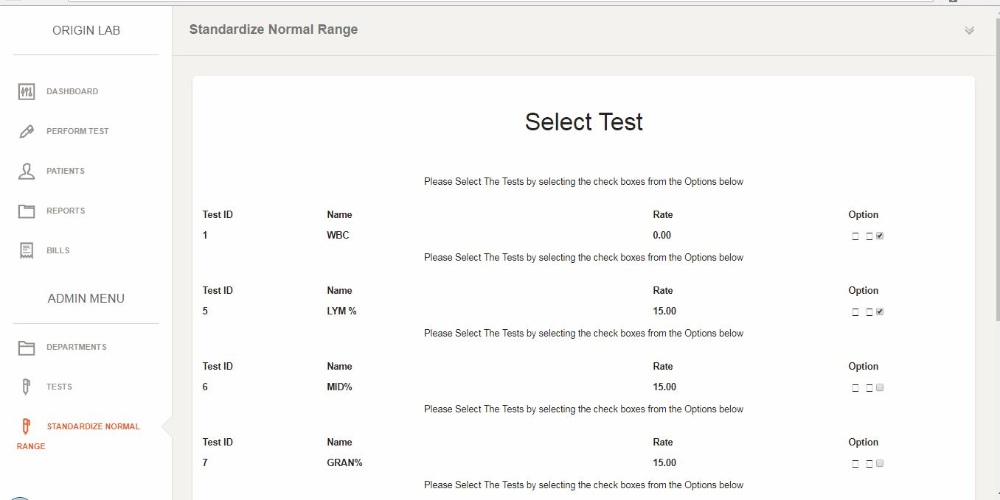 ORIGIN LAB
DASHBOARD
PERFORM TEST
PATIENTS
REPORTS
BILLS
ADMIN MENU
DEPARTMENTS
TESTS
STANDARDIZE NORMAL
RANGE
Standardize Normal Range
Select Test
Please Select The Tests by selecting the check boxes from the Options below
Test ID Name Rate Option
1 WBC 0.00
Please Select The Tests by selecting the check boxes from the Options below
Test ID Name Rate Option
5 LYM % 15.00
Please Select The Tests by selecting the check boxes from the Options below
Test ID Name Rate Option
6 MID% 15.00
Please Select The Tests by selecting the check boxes from the Options below
Test ID Name Rate Option
7 GRAN% 15.00
Please Select The Tests by selecting the check boxes from the Options below